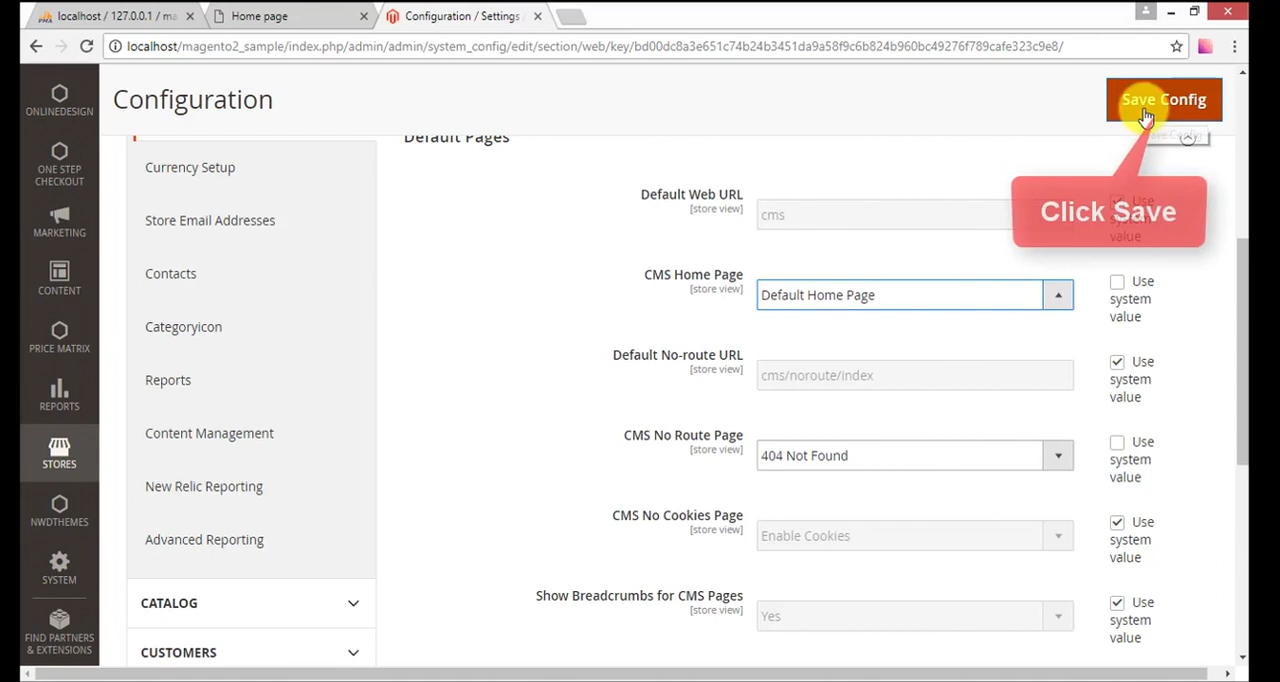 localhost / 127.0.0.1 / ma
Home page
Configuration / Settings
localhost/magento2_sample/index.php/admin/admin/system_config/edit/section/web/key/bd00dc8a3e651c74b24b3451da9a58f9c6b824b960bc49276f789cafe323c9e8/
ONLINEDESIGN
ONE STEP
CHECKOUT
MARKETING
CONTENT
PRICE MATRIX
REPORTS
STORES
NWDTHEMES
SYSTEM
FIND PARTNERS
& EXTENSIONS
Configuration
Save Config
Save Config
Click Save
Currency Setup
Store Email Addresses
Contacts
Categoryicon
Reports
Content Management
New Relic Reporting
Advanced Reporting
CATALOG
CUSTOMERS
Default Pages
Default Web URL
[store view]
cms
Use
system
value
CMS Home Page
[store view]
Default Home Page
Use
system
value
Default No-route URL
[store view]
cms/noroute/index
Use
system
value
CMS No Route Page
[store view]
404 Not Found
Use
system
value
CMS No Cookies Page
[store view]
Enable Cookies
Use
system
value
Show Breadcrumbs for CMS Pages
[store view]
Yes
Use
system
value